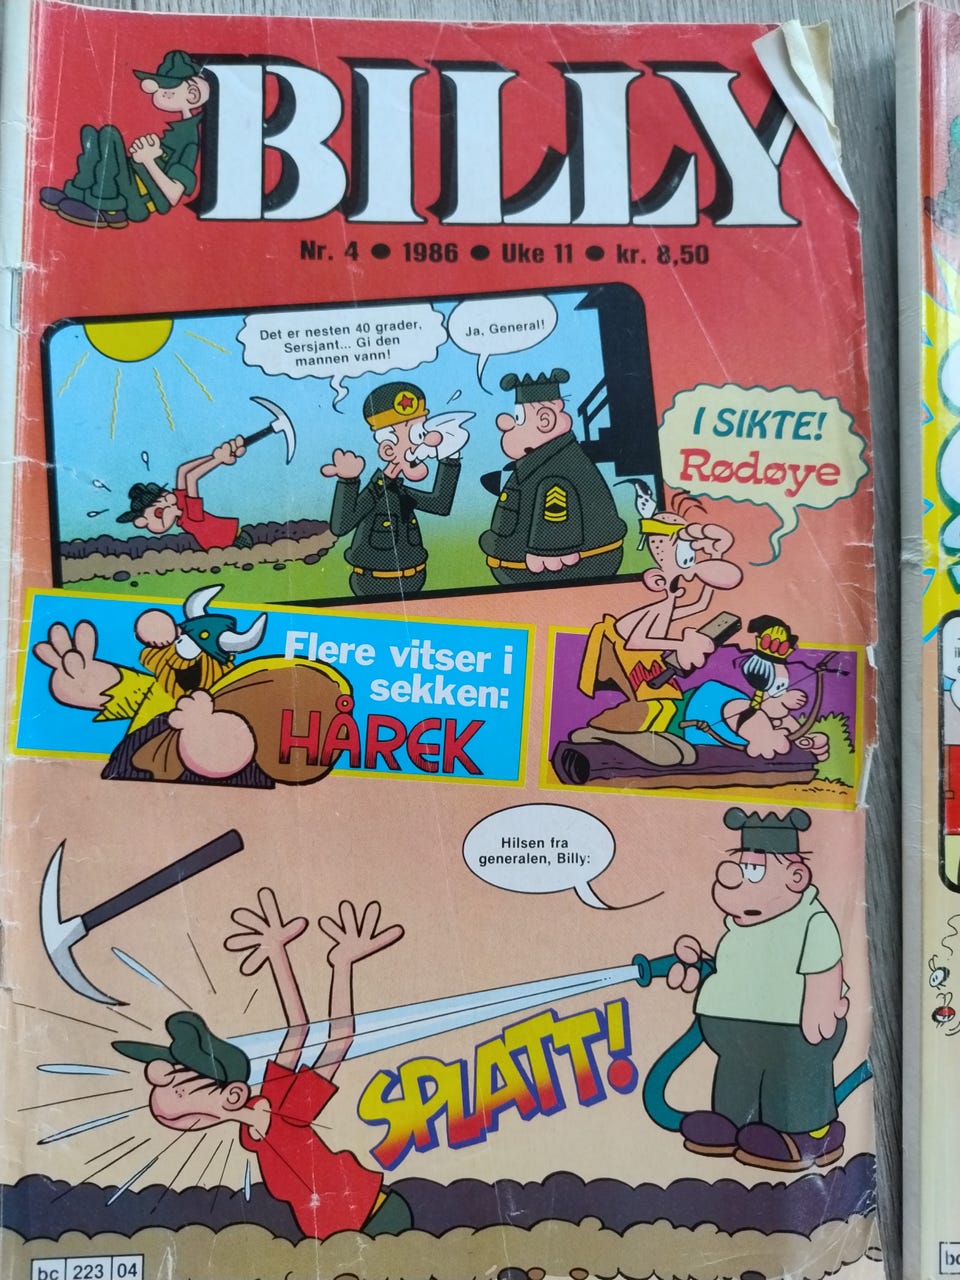 BILLY
Nr. 4 ● 1986 ● Uke 11 ● kr. 8,50
Det er nesten 40 grader,
Sersjant... Gi den
mannen vann!
Ja, General!
I SIKTE!
Rødøye
Flere vitser i
sekken:
HÅREK
Hilsen fra
generalen, Billy:
SPLATT!
bc 223 04